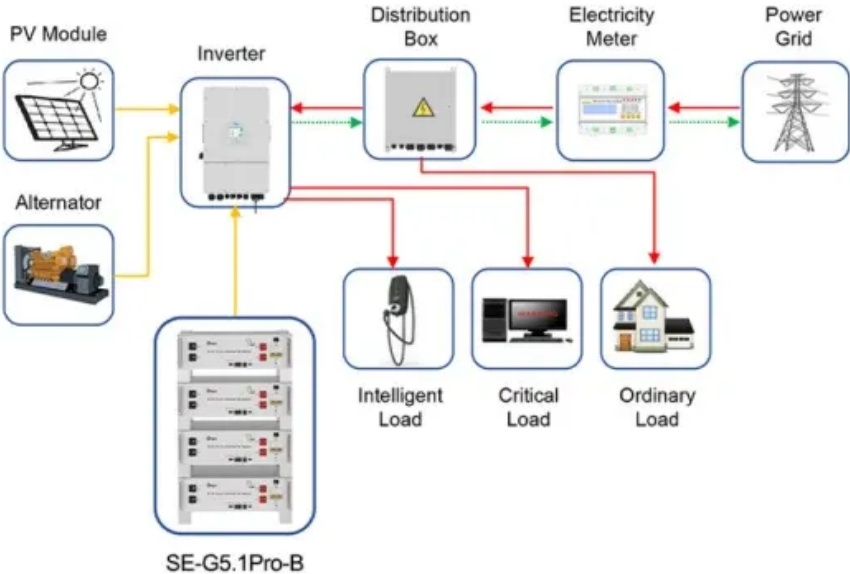 PV Module
Inverter
Distribution
Box
Electricity
Meter
Power
Grid
Alternator
Intelligent
Load
Critical
Load
Ordinary
Load
SE-G5.1Pro-B